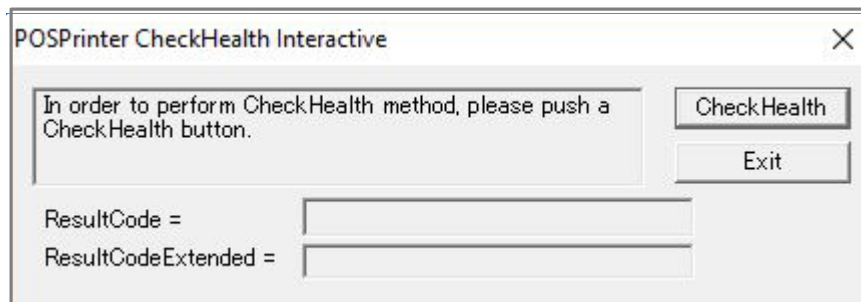 POSPrinter CheckHealth Interactive
In order to perform CheckHealth method, please push a
CheckHealth button.
CheckHealth
Exit
ResultCode =
ResultCodeExtended =